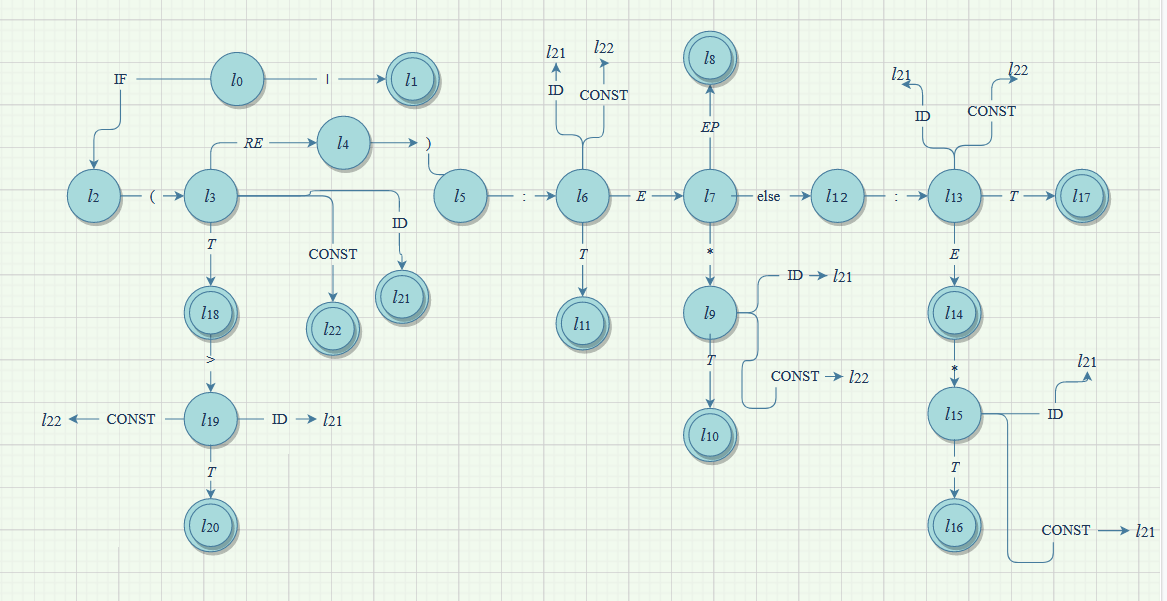 l21 l22 l8 l21 l22
IF l0 | l1
ID CONST ID CONST
EP
RE l4 )
l2 ( l3 l5 : l6 E l7 else l12 : l13 T l17
ID
T CONST T * E
ID l21
l18 l22 l21 l11 l9 l14
> T * l21
CONST l22
l22 CONST l19 ID l21 l10 l15 ID
T T
l20 l16 CONST l21